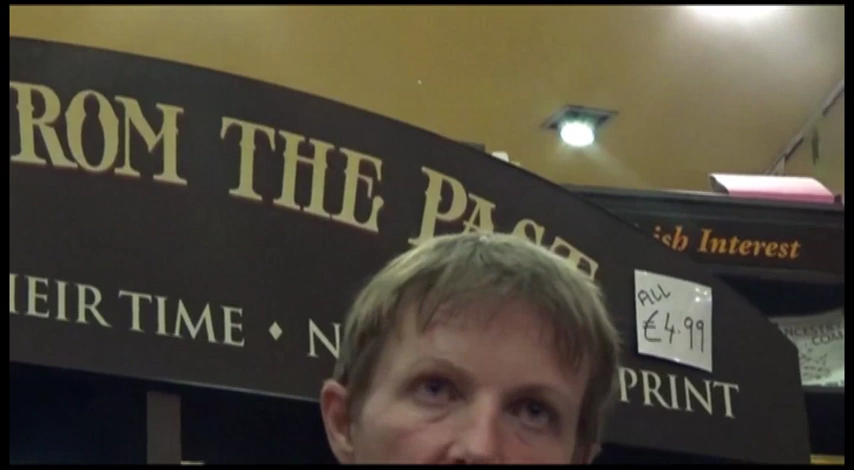 ROM THE PAST
HEIR TIME • N
PRINT
ish Interest
ALL
€4.99